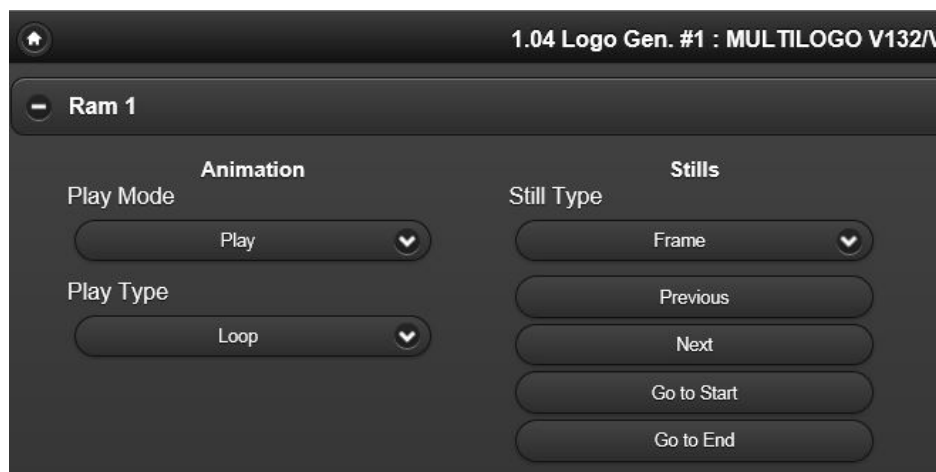 1.04 Logo Gen. #1 : MULTILOGO V132/V
Ram 1
Animation
Play Mode
Play
Play Type
Loop
Stills
Still Type
Frame
Previous
Next
Go to Start
Go to End